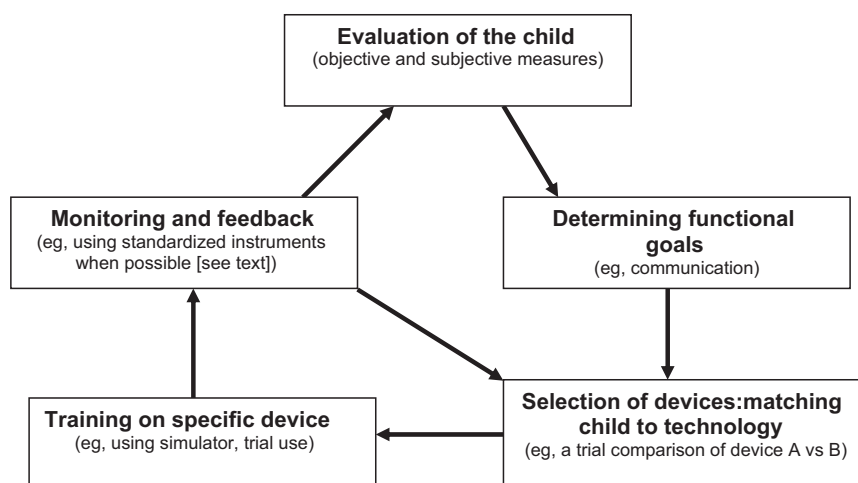 Evaluation of the child
(objective and subjective measures)
Monitoring and feedback
(eg, using standardized instruments
when possible [see text])
Determining functional
goals
(eg, communication)
Training on specific device
(eg, using simulator, trial use)
Selection of devices:matching
child to technology
(eg, a trial comparison of device A vs B)